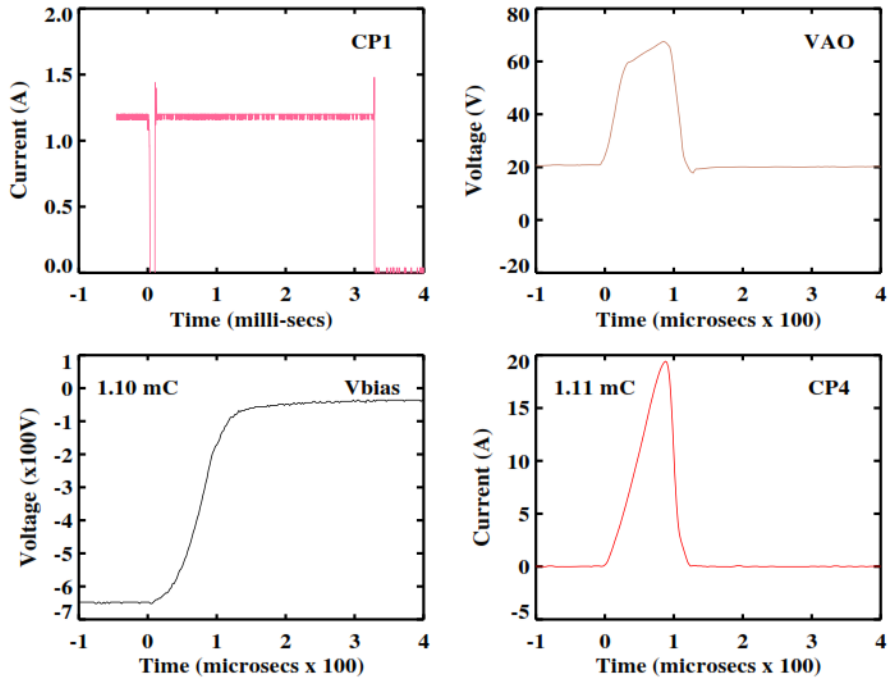 2.0
1.5
1.0
0.5
0.0
Current (A)
CP1
-1 0 1 2 3 4
Time (milli-secs)
80
60
40
20
0
-20
Voltage (V)
VAO
-1 0 1 2 3 4
Time (microsecs x 100)
1
0
-1
-2
-3
-4
-5
-6
-7
Voltage (x100V)
1.10 mC Vbias
-1 0 1 2 3 4
Time (microsecs x 100)
20
15
10
5
0
-5
Current (A)
1.11 mC CP4
-1 0 1 2 3 4
Time (microsecs x 100)